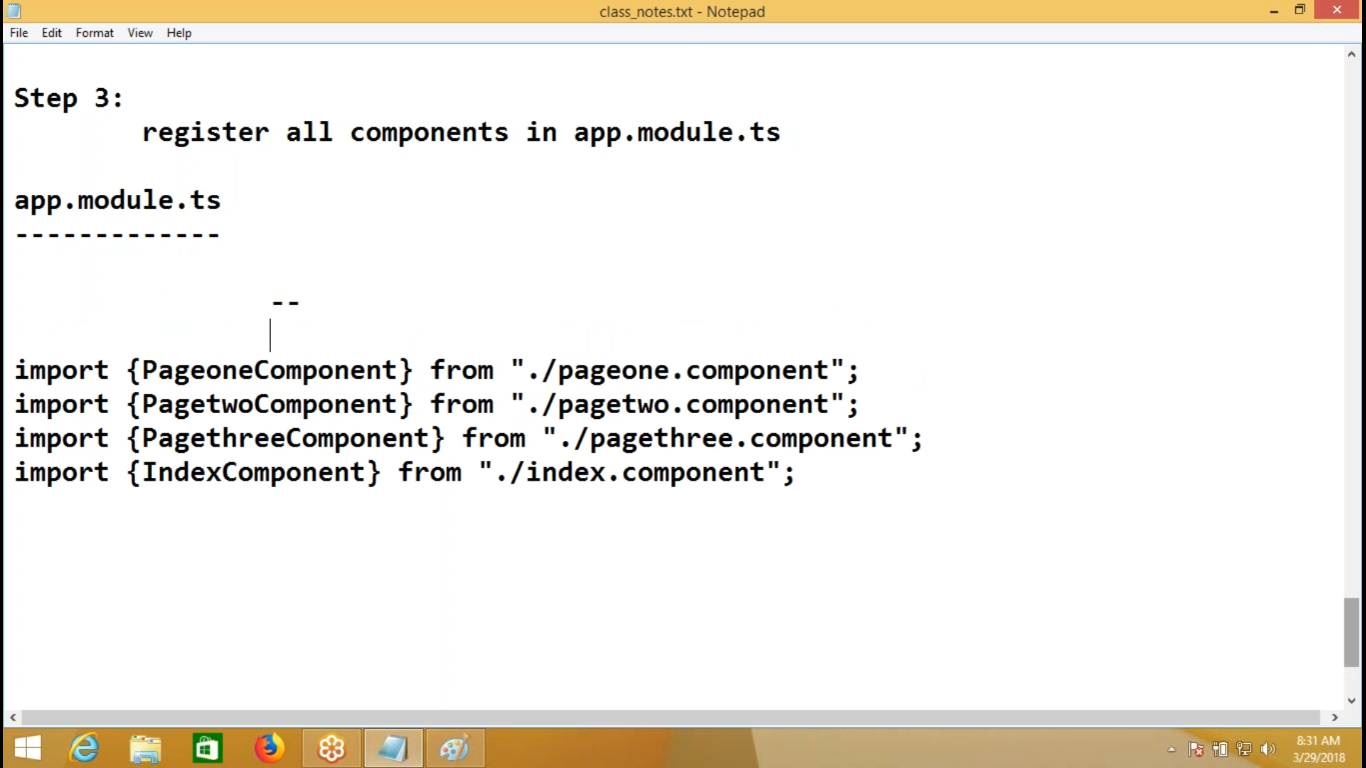 class_notes.txt - Notepad
File Edit Format View Help
Step 3:
register all components in app.module.ts
app.module.ts
-------------
--
import {PageoneComponent} from "./pageone.component";
import {PagetwoComponent} from "./pagetwo.component";
import {PagethreeComponent} from "./pagethree.component";
import {IndexComponent} from "./index.component";
8:31 AM
3/29/2018